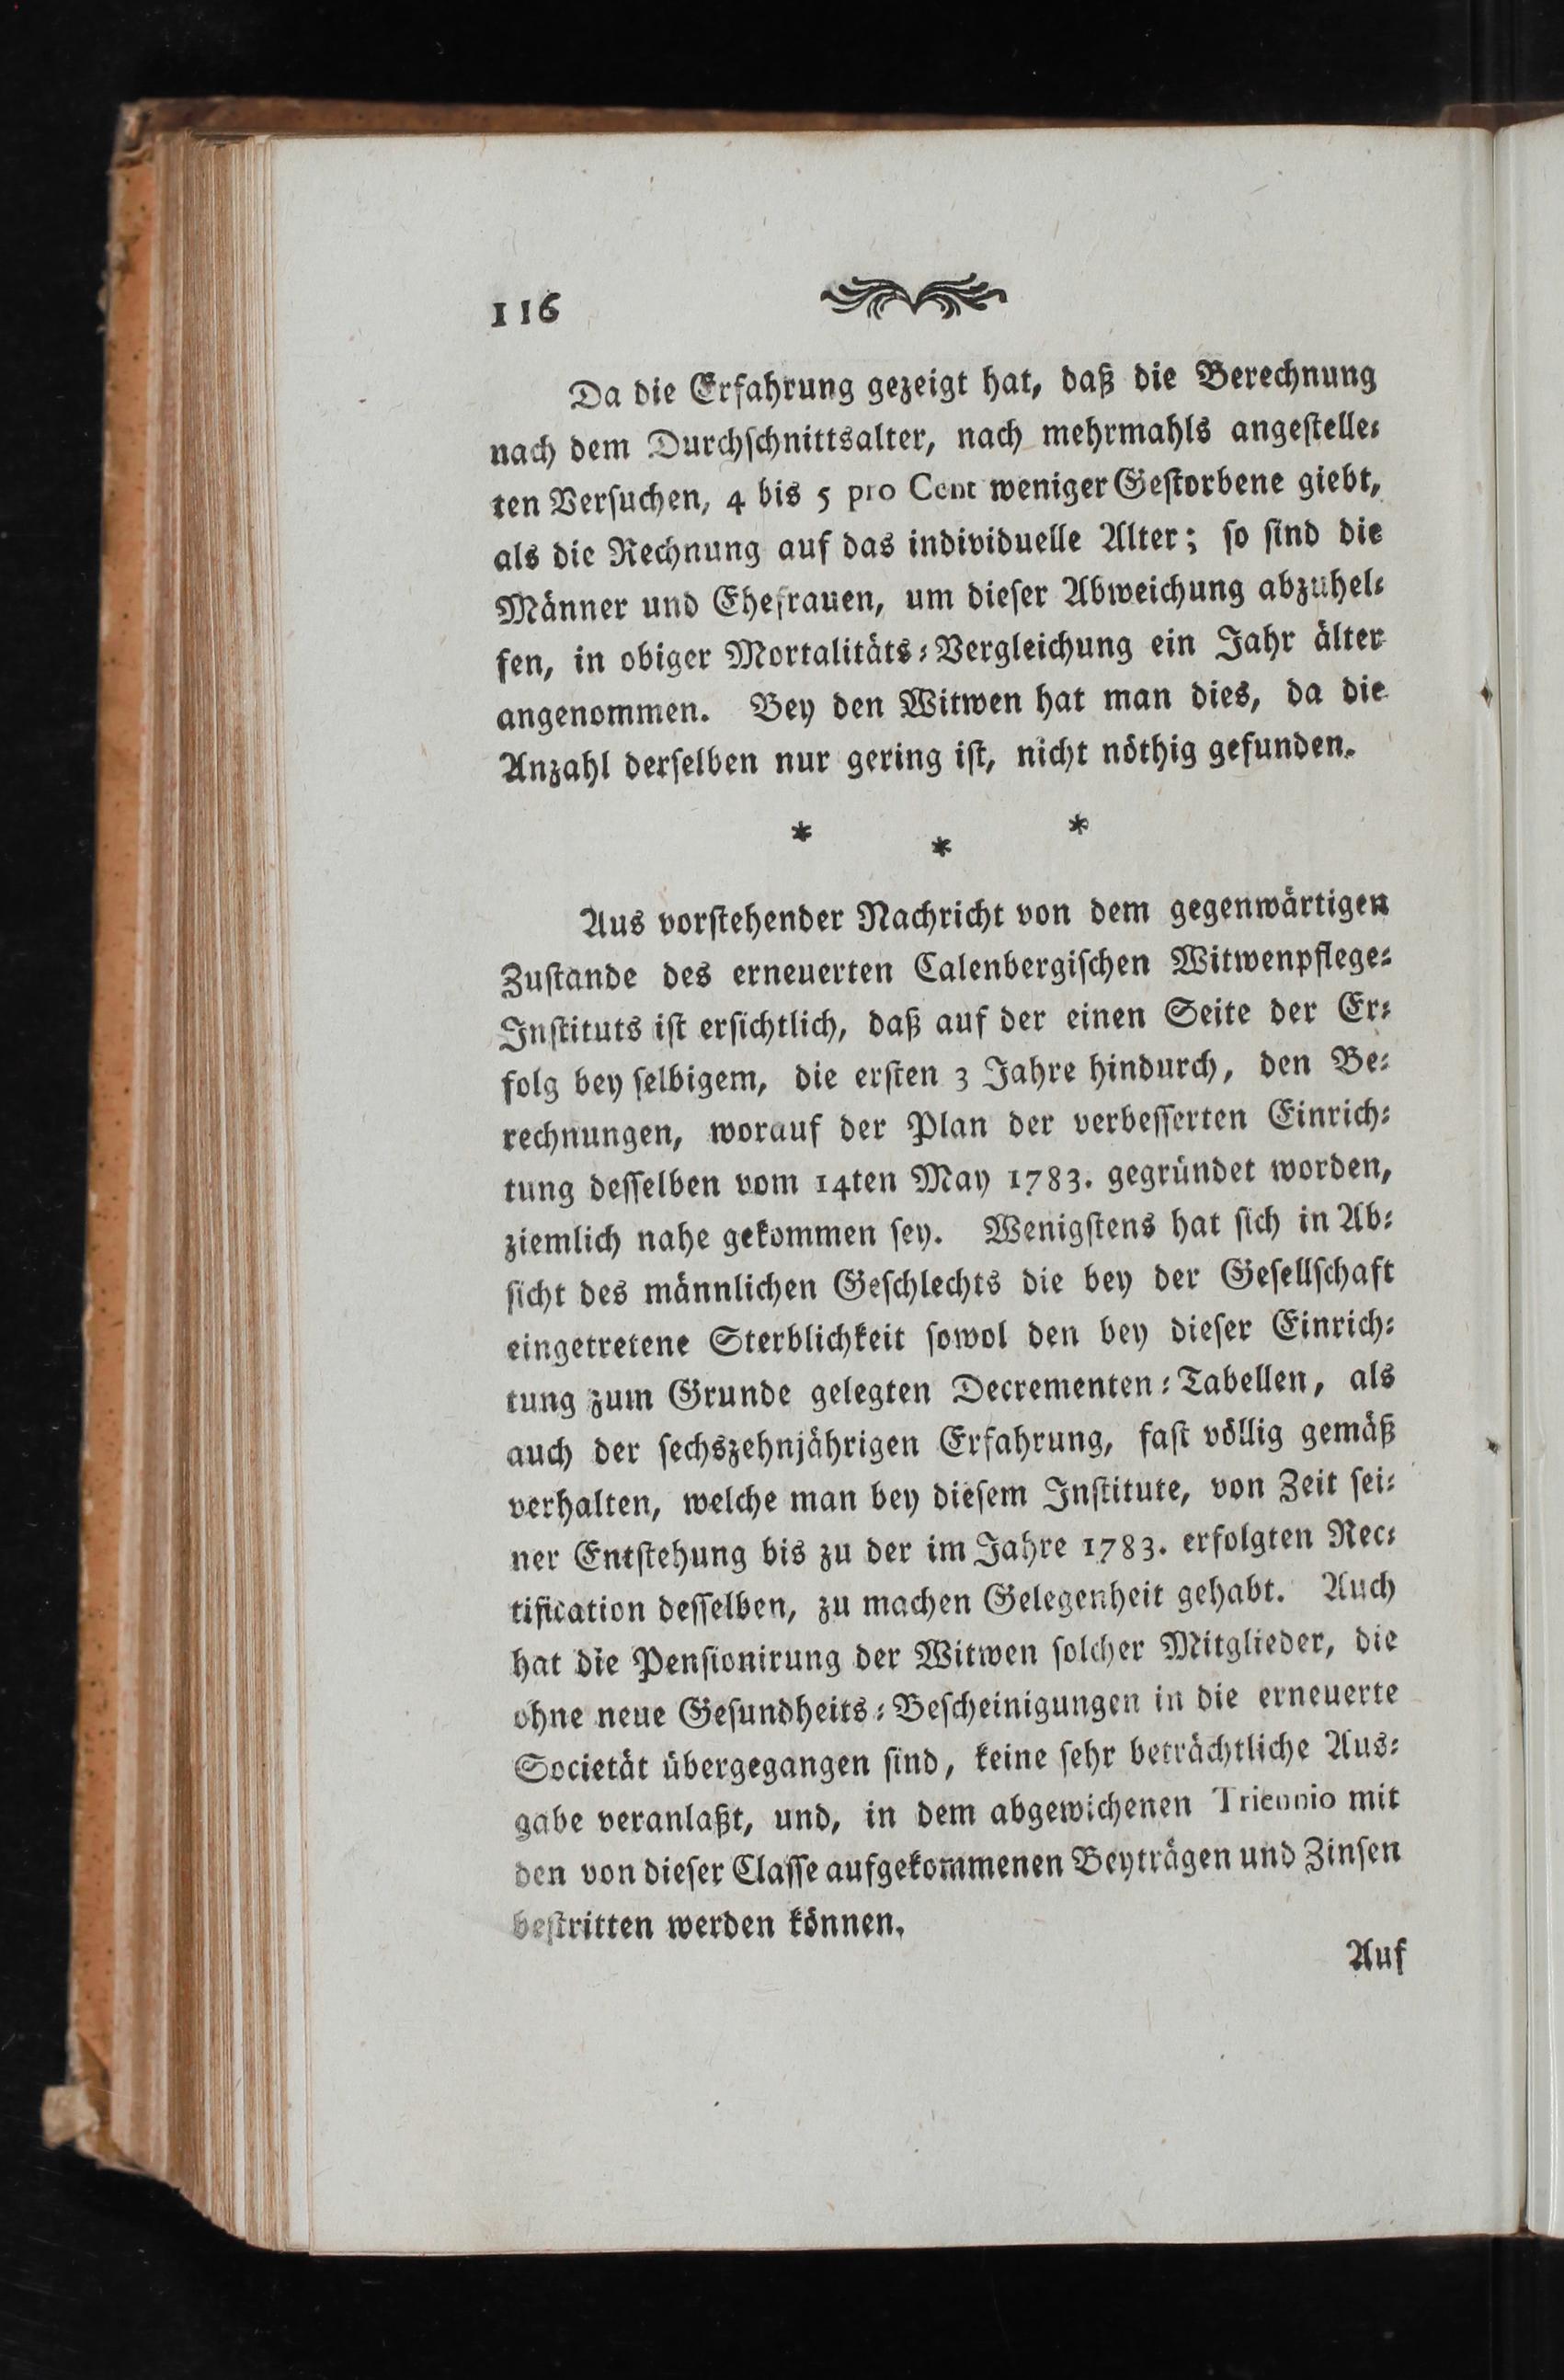 116
Da die Erfahrung gezeigt hat, daß die Berechnung
nach dem Durchſchnittsalter, nach mehrmahls angeſtelle⸗
ten Verſuchen, 4 bis 5 pro Cent weniger Geſtorbene giebt,
als die Rechnung auf das individuelle Alter; ſo ſind die
Männer und Ehefrauen, um dieſer Abweichung abzuhel⸗
fen, in obiger Mortalitäts⸗Vergleichung ein Jahr älter
angenommen. Bey den Witwen hat man dies, da die
Anzahl derſelben nur gering iſt, nicht nöthig gefunden.
* * *
Aus vorſtehender Nachricht von dem gegenwärtigen
Zuſtande des erneuerten Calenbergiſchen Witwenpflege⸗
Inſtituts iſt erſichtlich, daß auf der einen Seite der Er⸗
folg bey ſelbigem, die erſten 3 Jahre hindurch, den Be⸗
rechnungen, worauf der Plan der verbeſſerten Einrich⸗
tung deſſelben vom 14ten May 1783. gegründet worden,
ziemlich nahe gekommen ſey. Wenigſtens hat ſich in Ab⸗
ſicht des männlichen Geſchlechts die bey der Geſellſchaft
eingetretene Sterblichkeit ſowol den bey dieſer Einrich⸗
tung zum Grunde gelegten Decrementen⸗Tabellen, als
auch der ſechszehnjährigen Erfahrung, faſt völlig gemäß
verhalten, welche man bey dieſem Inſtitute, von Zeit ſei⸗
ner Entſtehung bis zu der im Jahre 1783. erfolgten Rec⸗
tification deſſelben, zu machen Gelegenheit gehabt. Auch
hat die Penſionirung der Witwen ſolcher Mitglieder, die
ohne neue Geſundheits⸗Beſcheinigungen in die erneuerte
Societät übergegangen ſind, keine ſehr beträchtliche Aus⸗
gabe veranlaßt, und, in dem abgewichenen Triennio mit
den von dieſer Claſſe aufgekommenen Beyträgen und Zinſen
beſtritten werden können.
Auf